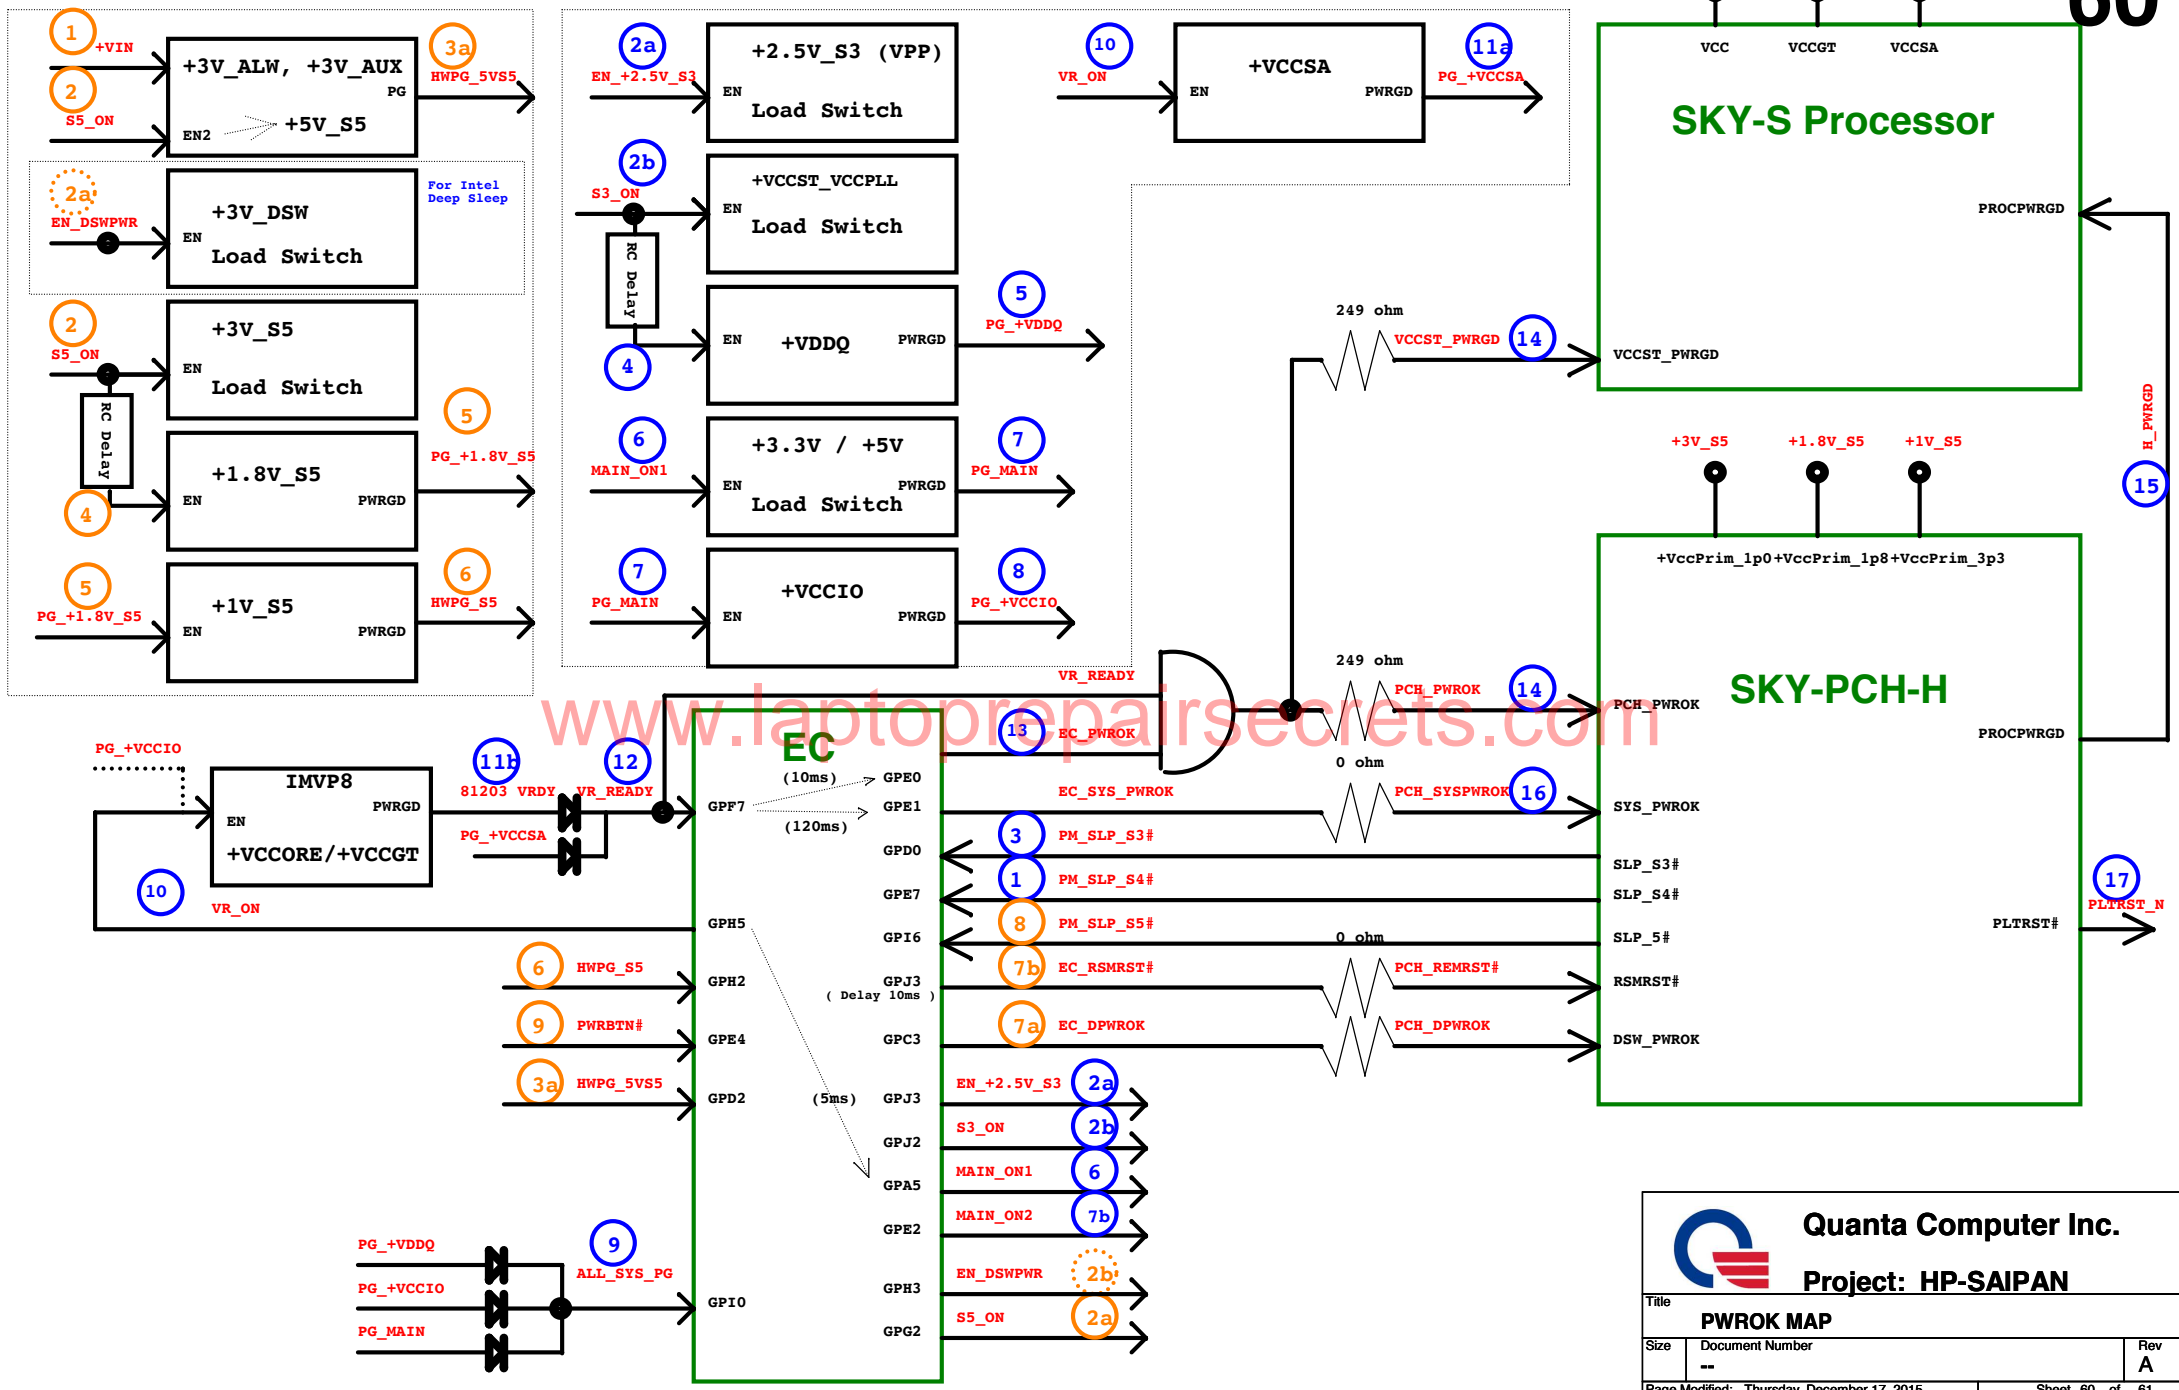 60
1
+VIN
+3V_ALW, +3V_AUX
PG
3a
HWPG_5VS5
2
S5_ON
EN2
+5V_S5
2a
EN_DSWPWR
EN
+3V_DSW
Load Switch
For Intel
Deep Sleep
2
S5_ON
EN
+3V_S5
Load Switch
RC Delay
4
+1.8V_S5
EN
PWRGD
5
PG_+1.8V_S5
5
PG_+1.8V_S5
+1V_S5
EN
PWRGD
6
HWPG_S5
2a
EN_+2.5V_S3
+2.5V_S3 (VPP)
EN
Load Switch
2b
S3_ON
+VCCST_VCCPLL
EN
Load Switch
RC Delay
4
EN
+VDDQ
PWRGD
5
PG_+VDDQ
6
MAIN_ON1
+3.3V / +5V
EN
PWRGD
Load Switch
7
PG_MAIN
7
PG_MAIN
+VCCIO
EN
PWRGD
8
PG_+VCCIO
10
VR_ON
+VCCSA
EN
PWRGD
11a
PG_+VCCSA
VCC
VCCGT
VCCSA
SKY-S Processor
PROCPWRGD
VCCST_PWRGD
249 ohm
VCCST_PWRGD
14
H_PWRGD
15
+3V_S5
+1.8V_S5
+1V_S5
+VccPrim_1p0
+VccPrim_1p8
+VccPrim_3p3
SKY-PCH-H
PCH_PWROK
PROCPWRGD
SYS_PWROK
SLP_S3#
SLP_S4#
SLP_5#
RSMRST#
DSW_PWROK
PLTRST#
17
PLTRST_N
www.laptoprepairsecrets.com
VR_READY
249 ohm
PCH_PWROK
14
13
EC_PWROK
0 ohm
EC_SYS_PWROK
PCH_SYSPWROK
16
3
PM_SLP_S3#
1
PM_SLP_S4#
8
PM_SLP_S5#
0 ohm
7b
EC_RSMRST#
PCH_REMRST#
7a
EC_DPWROK
PCH_DPWROK
PG_+VCCIO
IMVP8
PWRGD
EN
+VCCORE/+VCCGT
10
VR_ON
11b
81203 VRDY
12
VR_READY
PG_+VCCSA
EC
(10ms)
GPE0
GPF7
GPE1
(120ms)
GPD0
GPE7
GPH5
GPI6
6
HWPG_S5
GPH2
GPJ3
( Delay 10ms )
9
PWRBTN#
GPE4
GPC3
3a
HWPG_5VS5
GPD2
(5ms)
GPJ3
EN_+2.5V_S3
2a
GPJ2
S3_ON
2b
GPA5
MAIN_ON1
6
GPE2
MAIN_ON2
7b
GPH3
EN_DSWPWR
2b
GPG2
S5_ON
2a
PG_+VDDQ
PG_+VCCIO
PG_MAIN
9
ALL_SYS_PG
GPI0
Quanta Computer Inc.
Project: HP-SAIPAN
Title
PWROK MAP
Size
Document Number
Rev
--
A
Page Modified: Thursday, December 17, 2015
Sheet 60 of 61